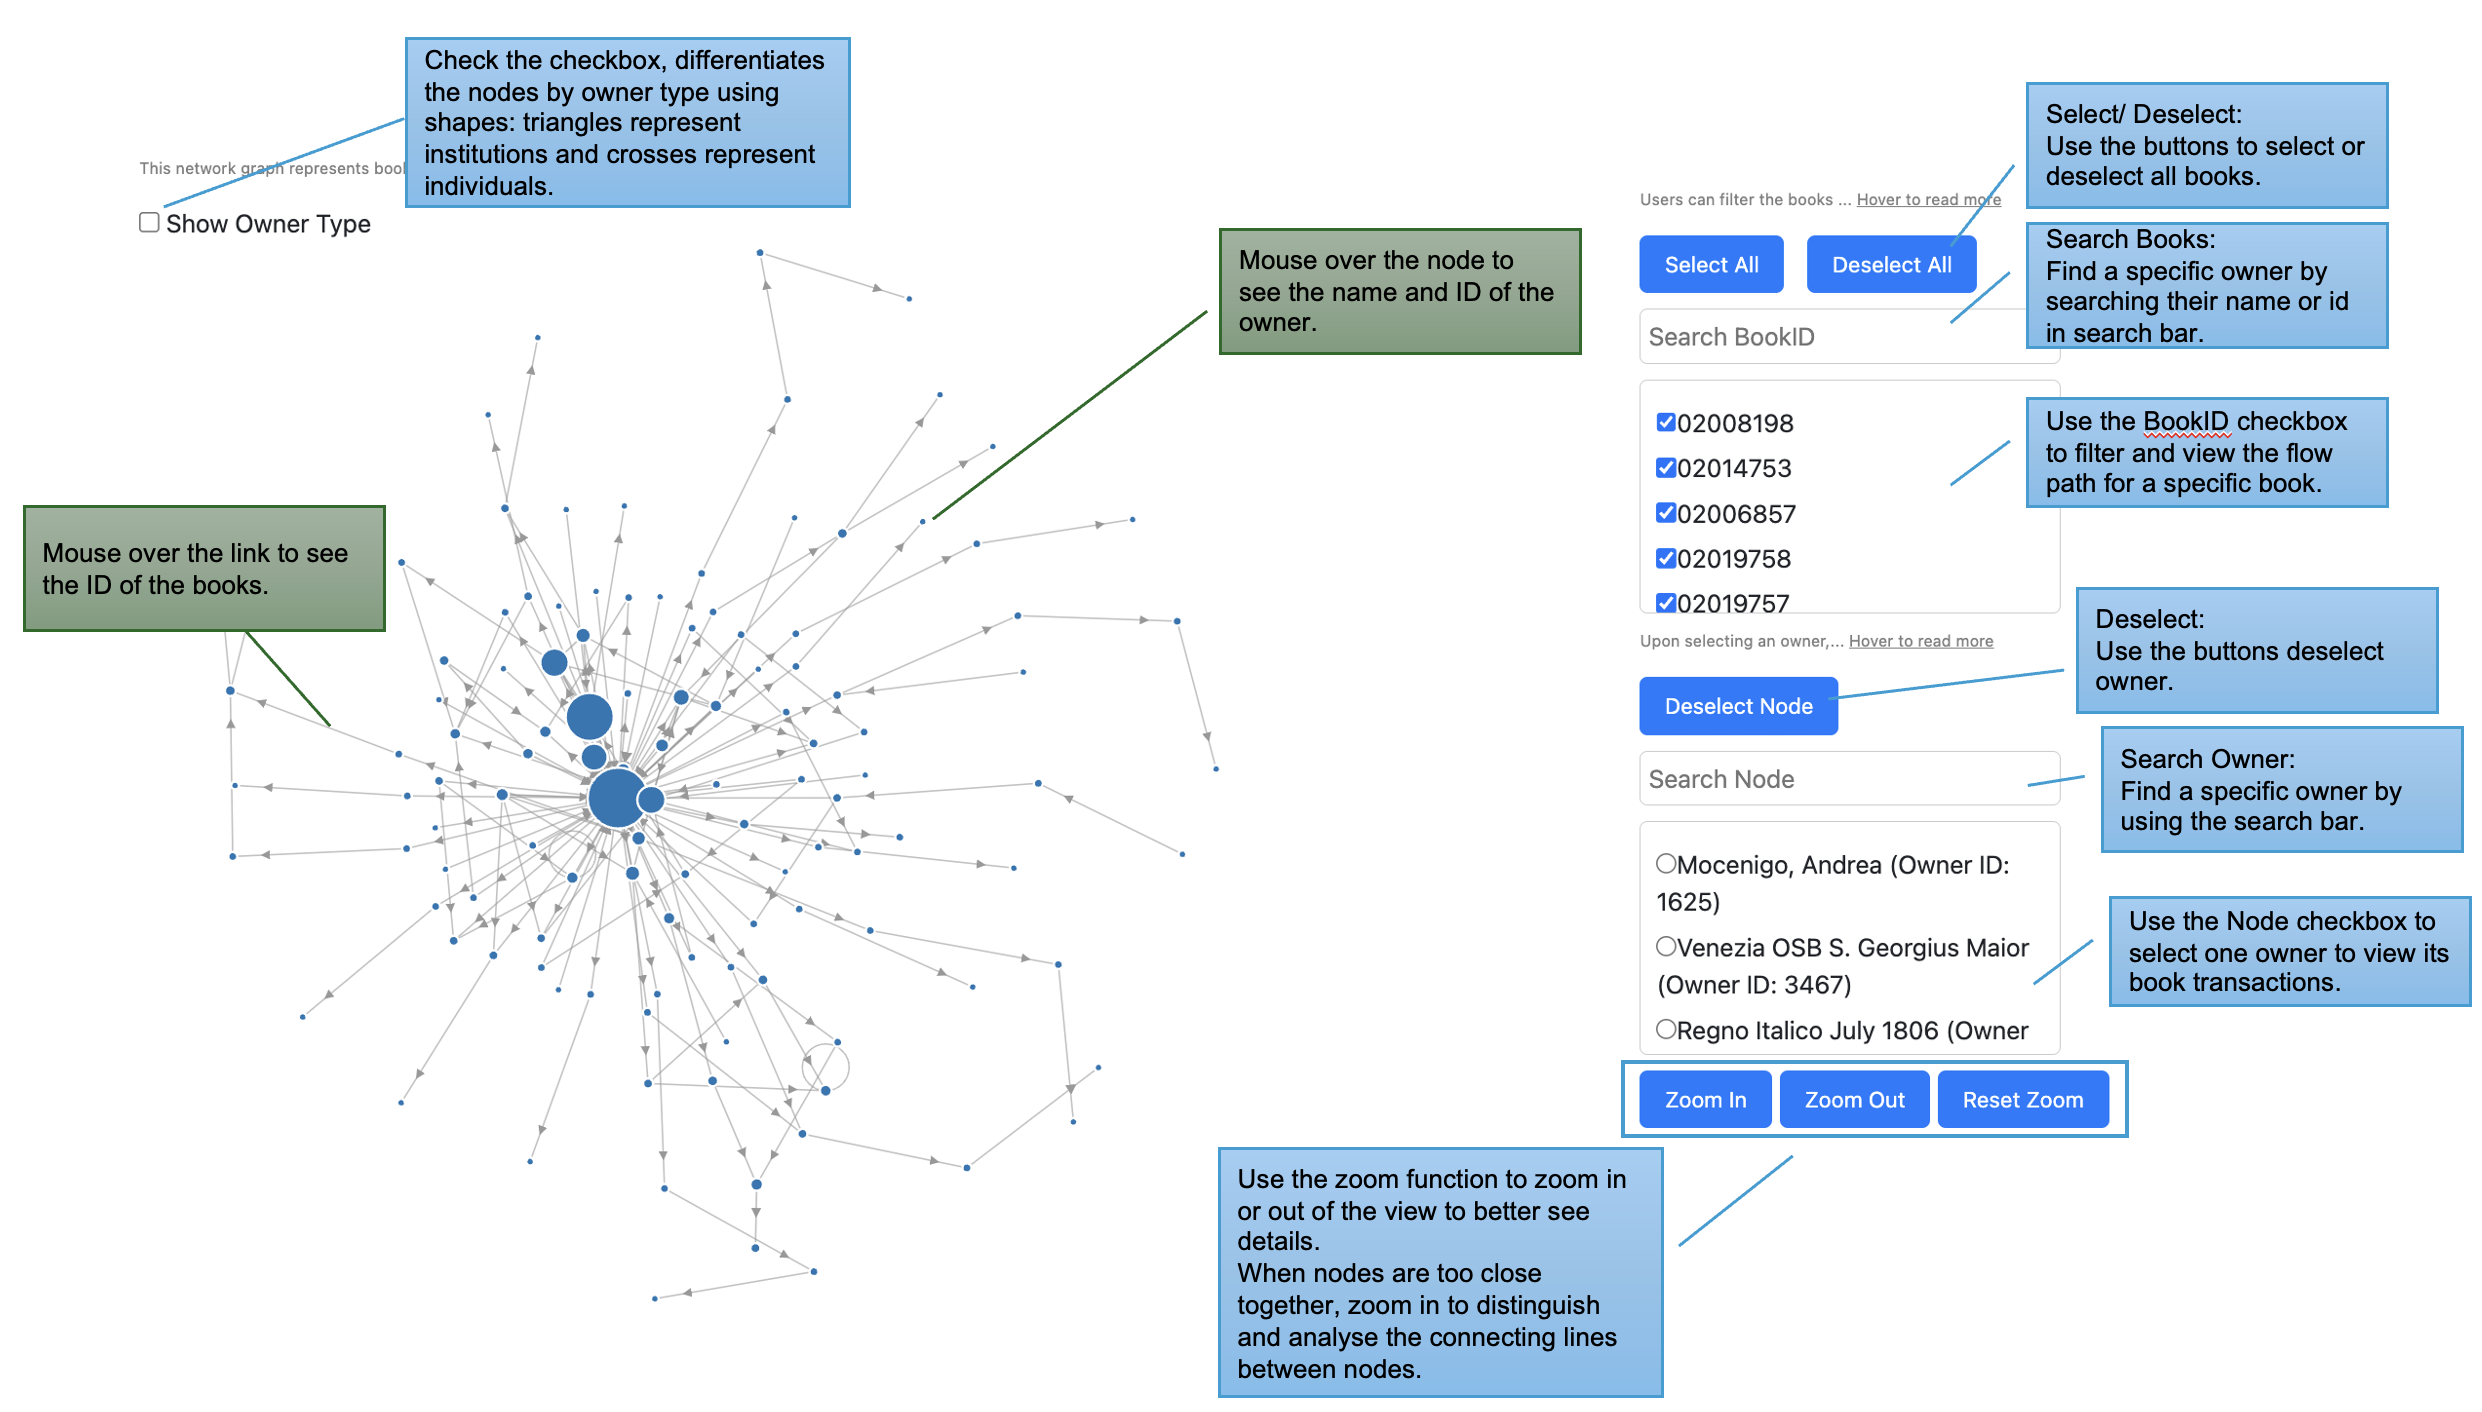 Check the checkbox, differentiates
the nodes by owner type using
shapes: triangles represent
institutions and crosses represent
individuals.
This network graph represents
Show Owner Type
Mouse over the node to
see the name and ID of the
owner.
Mouse over the link to see
the ID of the books.
Select/ Deselect:
Use the buttons to select or
deselect all books.
Users can filter the books ... Hover to read more
Select All
Deselect All
Search Books:
Find a specific owner by
searching their name or id
in search bar.
Search BookID
02008198
02014753
02006857
02019758
02019757
Use the BookID checkbox
to filter and view the flow
path for a specific book.
Upon selecting an owner,... Hover to read more
Deselect Node
Deselect:
Use the buttons deselect
owner.
Search Node
Search Owner:
Find a specific owner by
using the search bar.
Mocenigo, Andrea (Owner ID:
1625)
Venezia OSB S. Georgius Maior
(Owner ID: 3467)
Regno Italico July 1806 (Owner
Use the Node checkbox to
select one owner to view its
book transactions.
Zoom In
Zoom Out
Reset Zoom
Use the zoom function to zoom in
or out of the view to better see
details.
When nodes are too close
together, zoom in to distinguish
and analyse the connecting lines
between nodes.